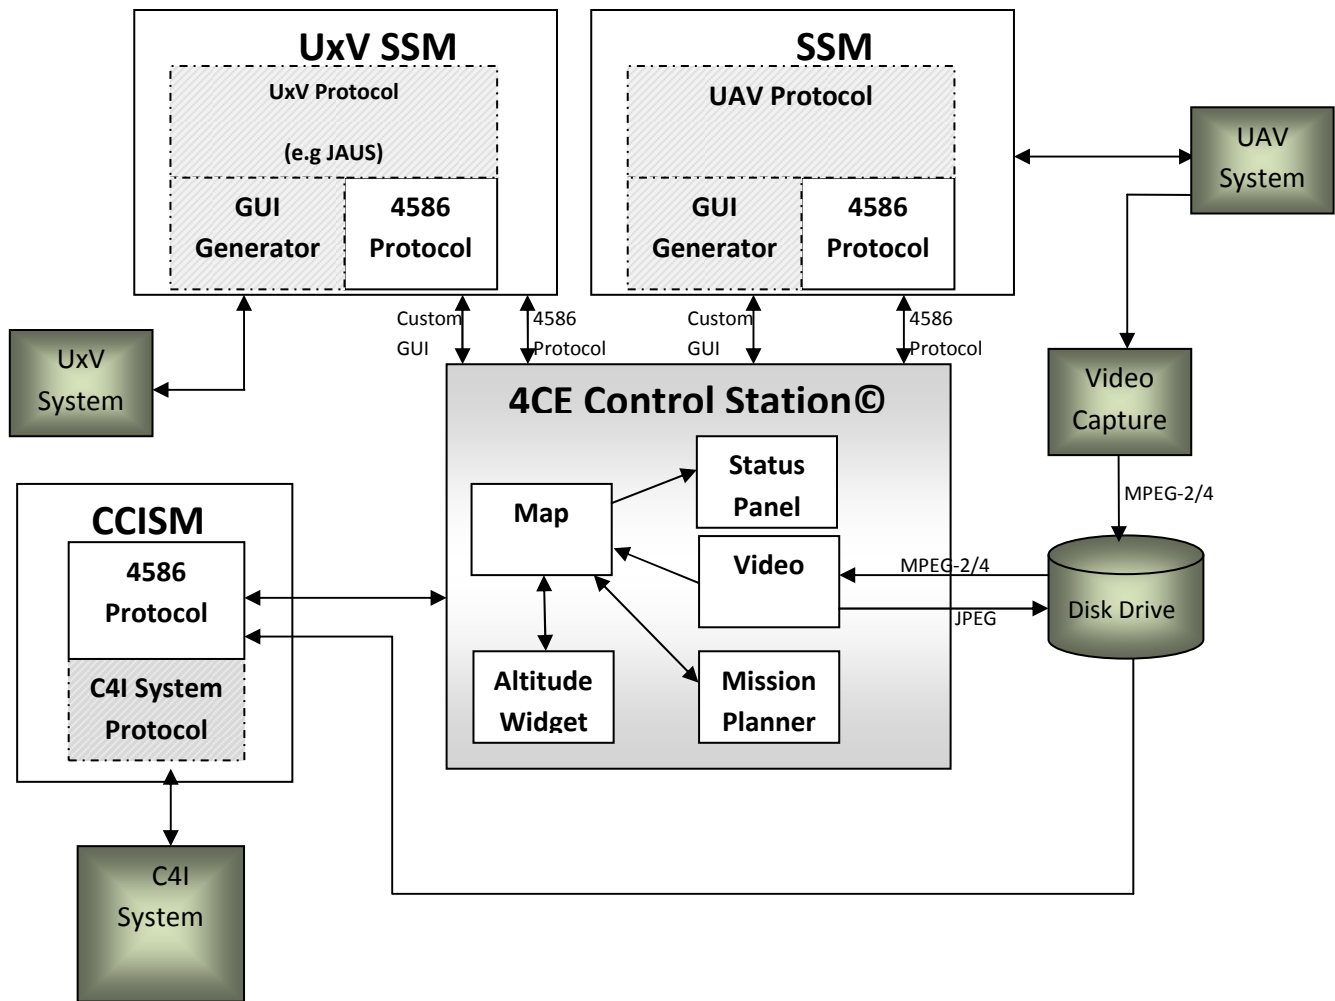 UxV SSM
UxV Protocol
(e.g JAUS)
GUI
Generator
4586
Protocol
SSM
UAV Protocol
GUI
Generator
4586
Protocol
UAV
System
Custom
GUI
4586
Protocol
Custom
GUI
4586
Protocol
UxV
System
Video
Capture
4CE Control Station©
Status
Panel
Map
Video
Altitude
Widget
Mission
Planner
MPEG-2/4
MPEG-2/4
JPEG
Disk Drive
CCISM
4586
Protocol
C4I System
Protocol
C4I
System